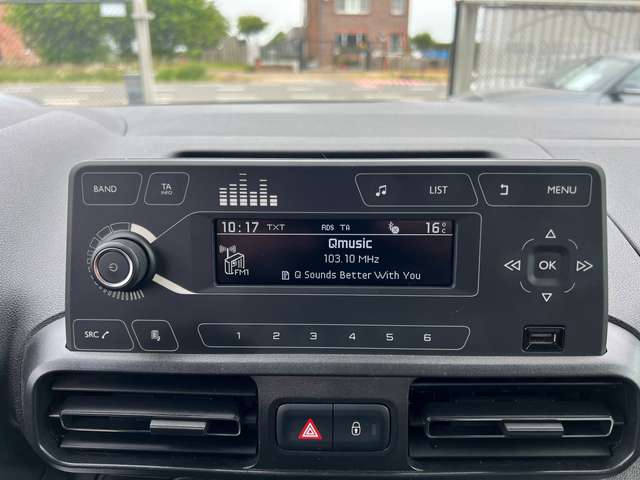 BAND
TA
INFO
LIST
MENU
10:17 TXT RDS TA 16°C
Qmusic
103.10 MHz
FM1
Q Sounds Better With You
OK
SRC
1 2 3 4 5 6